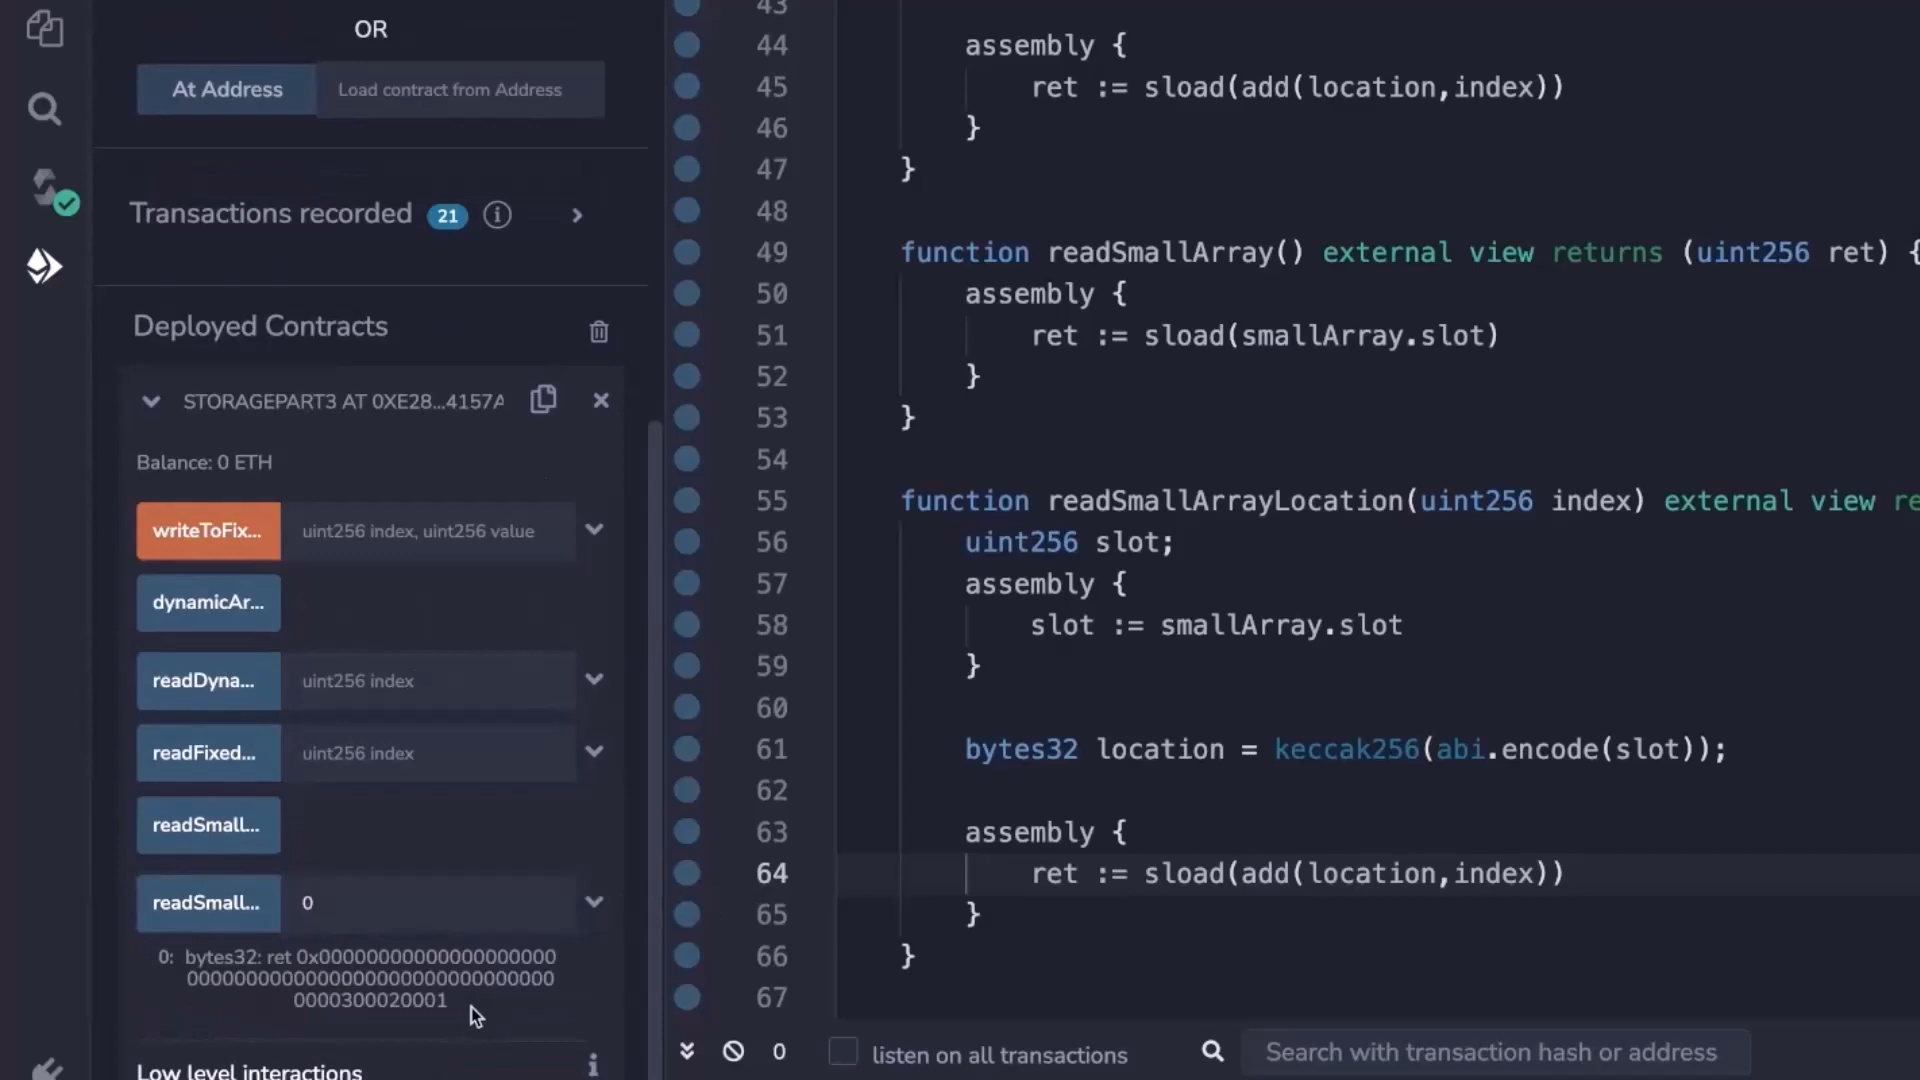 OR
At Address
Load contract from Address
Transactions recorded 21
Deployed Contracts
STORAGEPART3 AT 0XE28...4157A
Balance: 0 ETH
writeToFix...
uint256 index, uint256 value
dynamicAr...
readDyna...
uint256 index
readFixed...
uint256 index
readSmall...
readSmall...
0
0: bytes32: ret 0x00000000000000000000
0000000000000000000000000000000
0000300020001
Low level interactions
43
44 assembly {
45 ret := sload(add(location,index))
46 }
47 }
48
49 function readSmallArray() external view returns (uint256 ret) {
50 assembly {
51 ret := sload(smallArray.slot)
52 }
53 }
54
55 function readSmallArrayLocation(uint256 index) external view re
56 uint256 slot;
57 assembly {
58 slot := smallArray.slot
59 }
60
61 bytes32 location = keccak256(abi.encode(slot));
62
63 assembly {
64 ret := sload(add(location,index))
65 }
66 }
67
0
listen on all transactions
Search with transaction hash or address